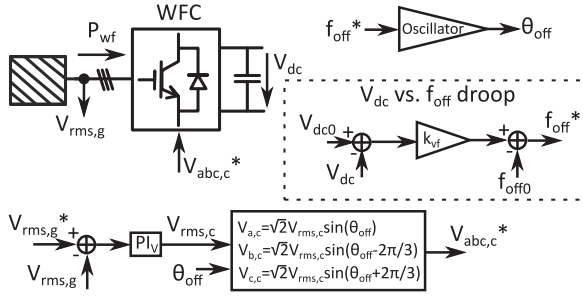 WFC
P_wf
V_rms,g
V_dc
V_abc,c*
f_off*
Oscillator
θ_off
V_dc vs. f_off droop
V_dc0
+
-
V_dc
k_vf
+
-
f_off0
f_off*
V_rms,g*
+
-
V_rms,g
PI_V
V_rms,c
θ_off
V_a,c=√2V_rms,c sin(θ_off)
V_b,c=√2V_rms,c sin(θ_off-2π/3)
V_c,c=√2V_rms,c sin(θ_off+2π/3)
V_abc,c*